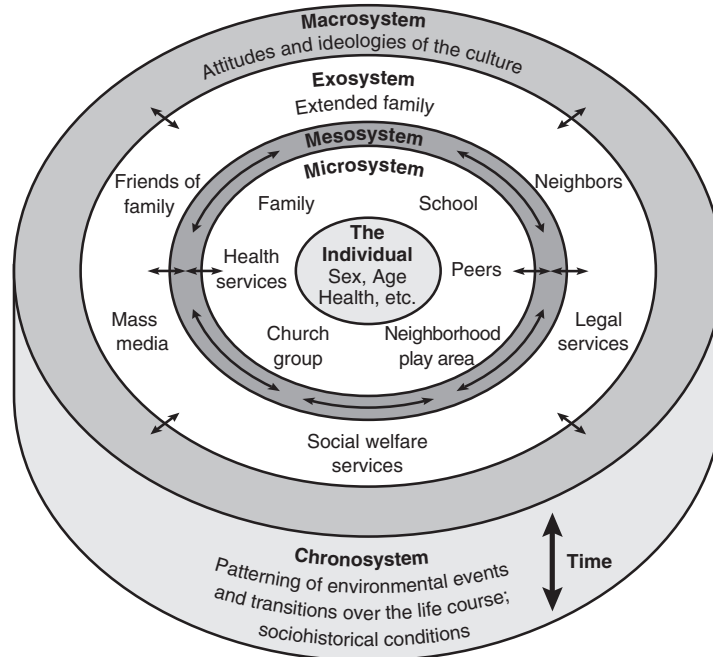 Macrosystem
Attitudes and ideologies of the culture
Exosystem
Extended family
Mesosystem
Microsystem
Friends of
family
Neighbors
Family
School
The
Individual
Sex, Age
Health, etc.
Health
services
Peers
Mass
media
Legal
services
Church
group
Neighborhood
play area
Social welfare
services
Chronosystem
Patterning of environmental events
and transitions over the life course;
sociohistorical conditions
Time